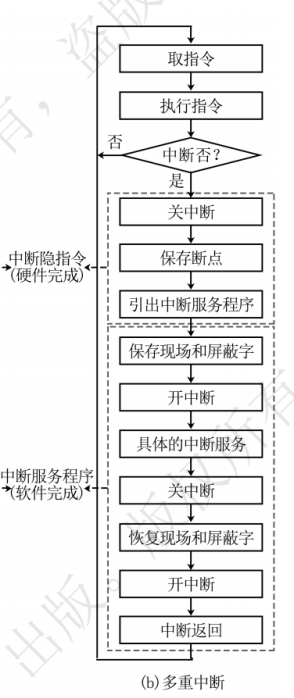 取指令
执行指令
否
中断否?
是
关中断
保存断点
中断隐指令
(硬件完成)
引出中断服务程序
保存现场和屏蔽字
开中断
具体的中断服务
中断服务程序
(软件完成)
关中断
恢复现场和屏蔽字
开中断
中断返回
(b)多重中断